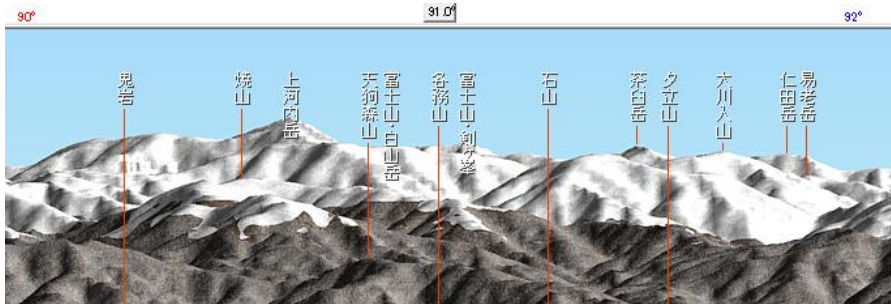 90°
91.0°
92°
鬼岩
焼山
上河内岳
天狗森山
富士山・白山岳
各務山
富士山・剣ヶ峯
石山
茶臼岳
夕立山
大川入山
仁田岳
易老岳